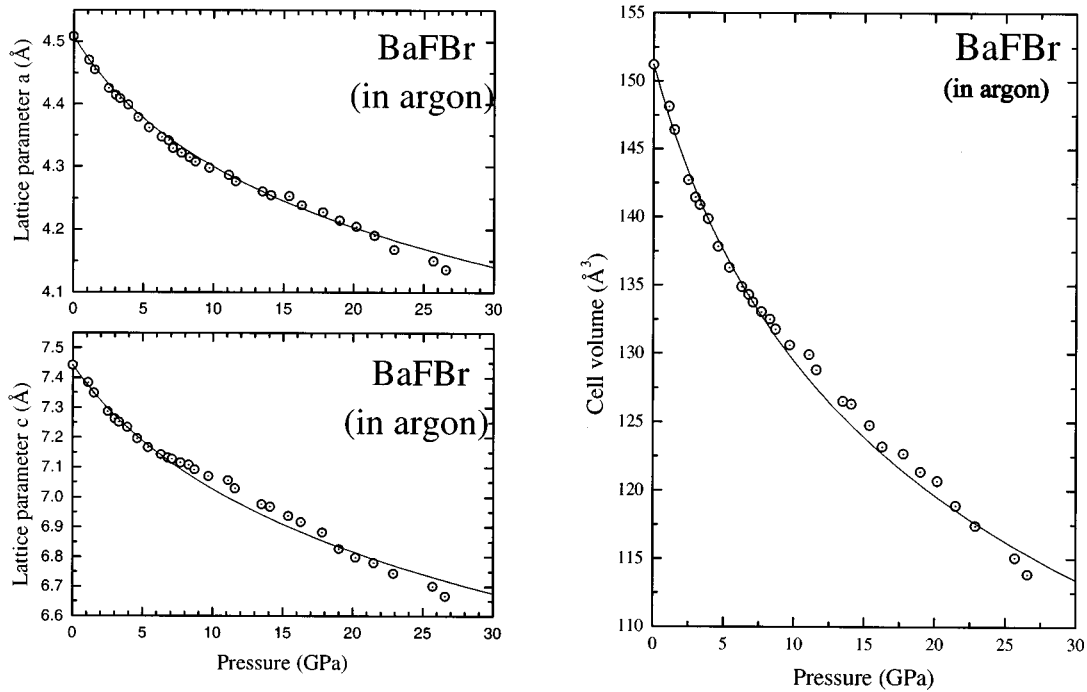 4.5
4.4
4.3
4.2
4.1
0 5 10 15 20 25 30
Lattice parameter a (Å)
BaFBr
(in argon)
7.5
7.4
7.3
7.2
7.1
7.0
6.9
6.8
6.7
6.6
0 5 10 15 20 25 30
Lattice parameter c (Å)
BaFBr
(in argon)
Pressure (GPa)
155
150
145
140
135
130
125
120
115
110
0 5 10 15 20 25 30
Cell volume (Å³)
BaFBr
(in argon)
Pressure (GPa)